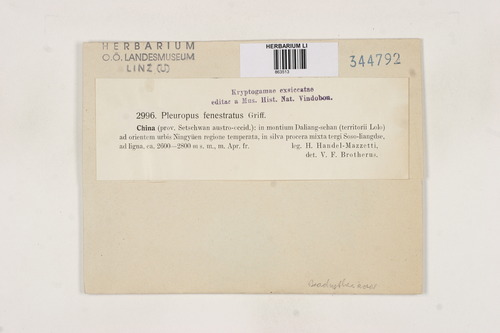 HERBARIUM
O.Ö. LANDESMUSEUM
LINZ (LI)
HERBARIUM LI
344792
Kryptogamae exsiccatae
editae a Mus. Hist. Nat. Vindobon.
2996. Pleuropus fenestratus Griff.
China (prov. Setschwan austro-occid.): in montium Daliang-schan (territorii Lolo)
ad orientem urbis Ningyüen regione temperata, in silva procera mixta tergi Soso-liangdse,
ad ligna, ca. 2600—2800 m s. m., m. Apr. fr.
leg. H. Handel-Mazzetti,
det. V. F. Brotherus.